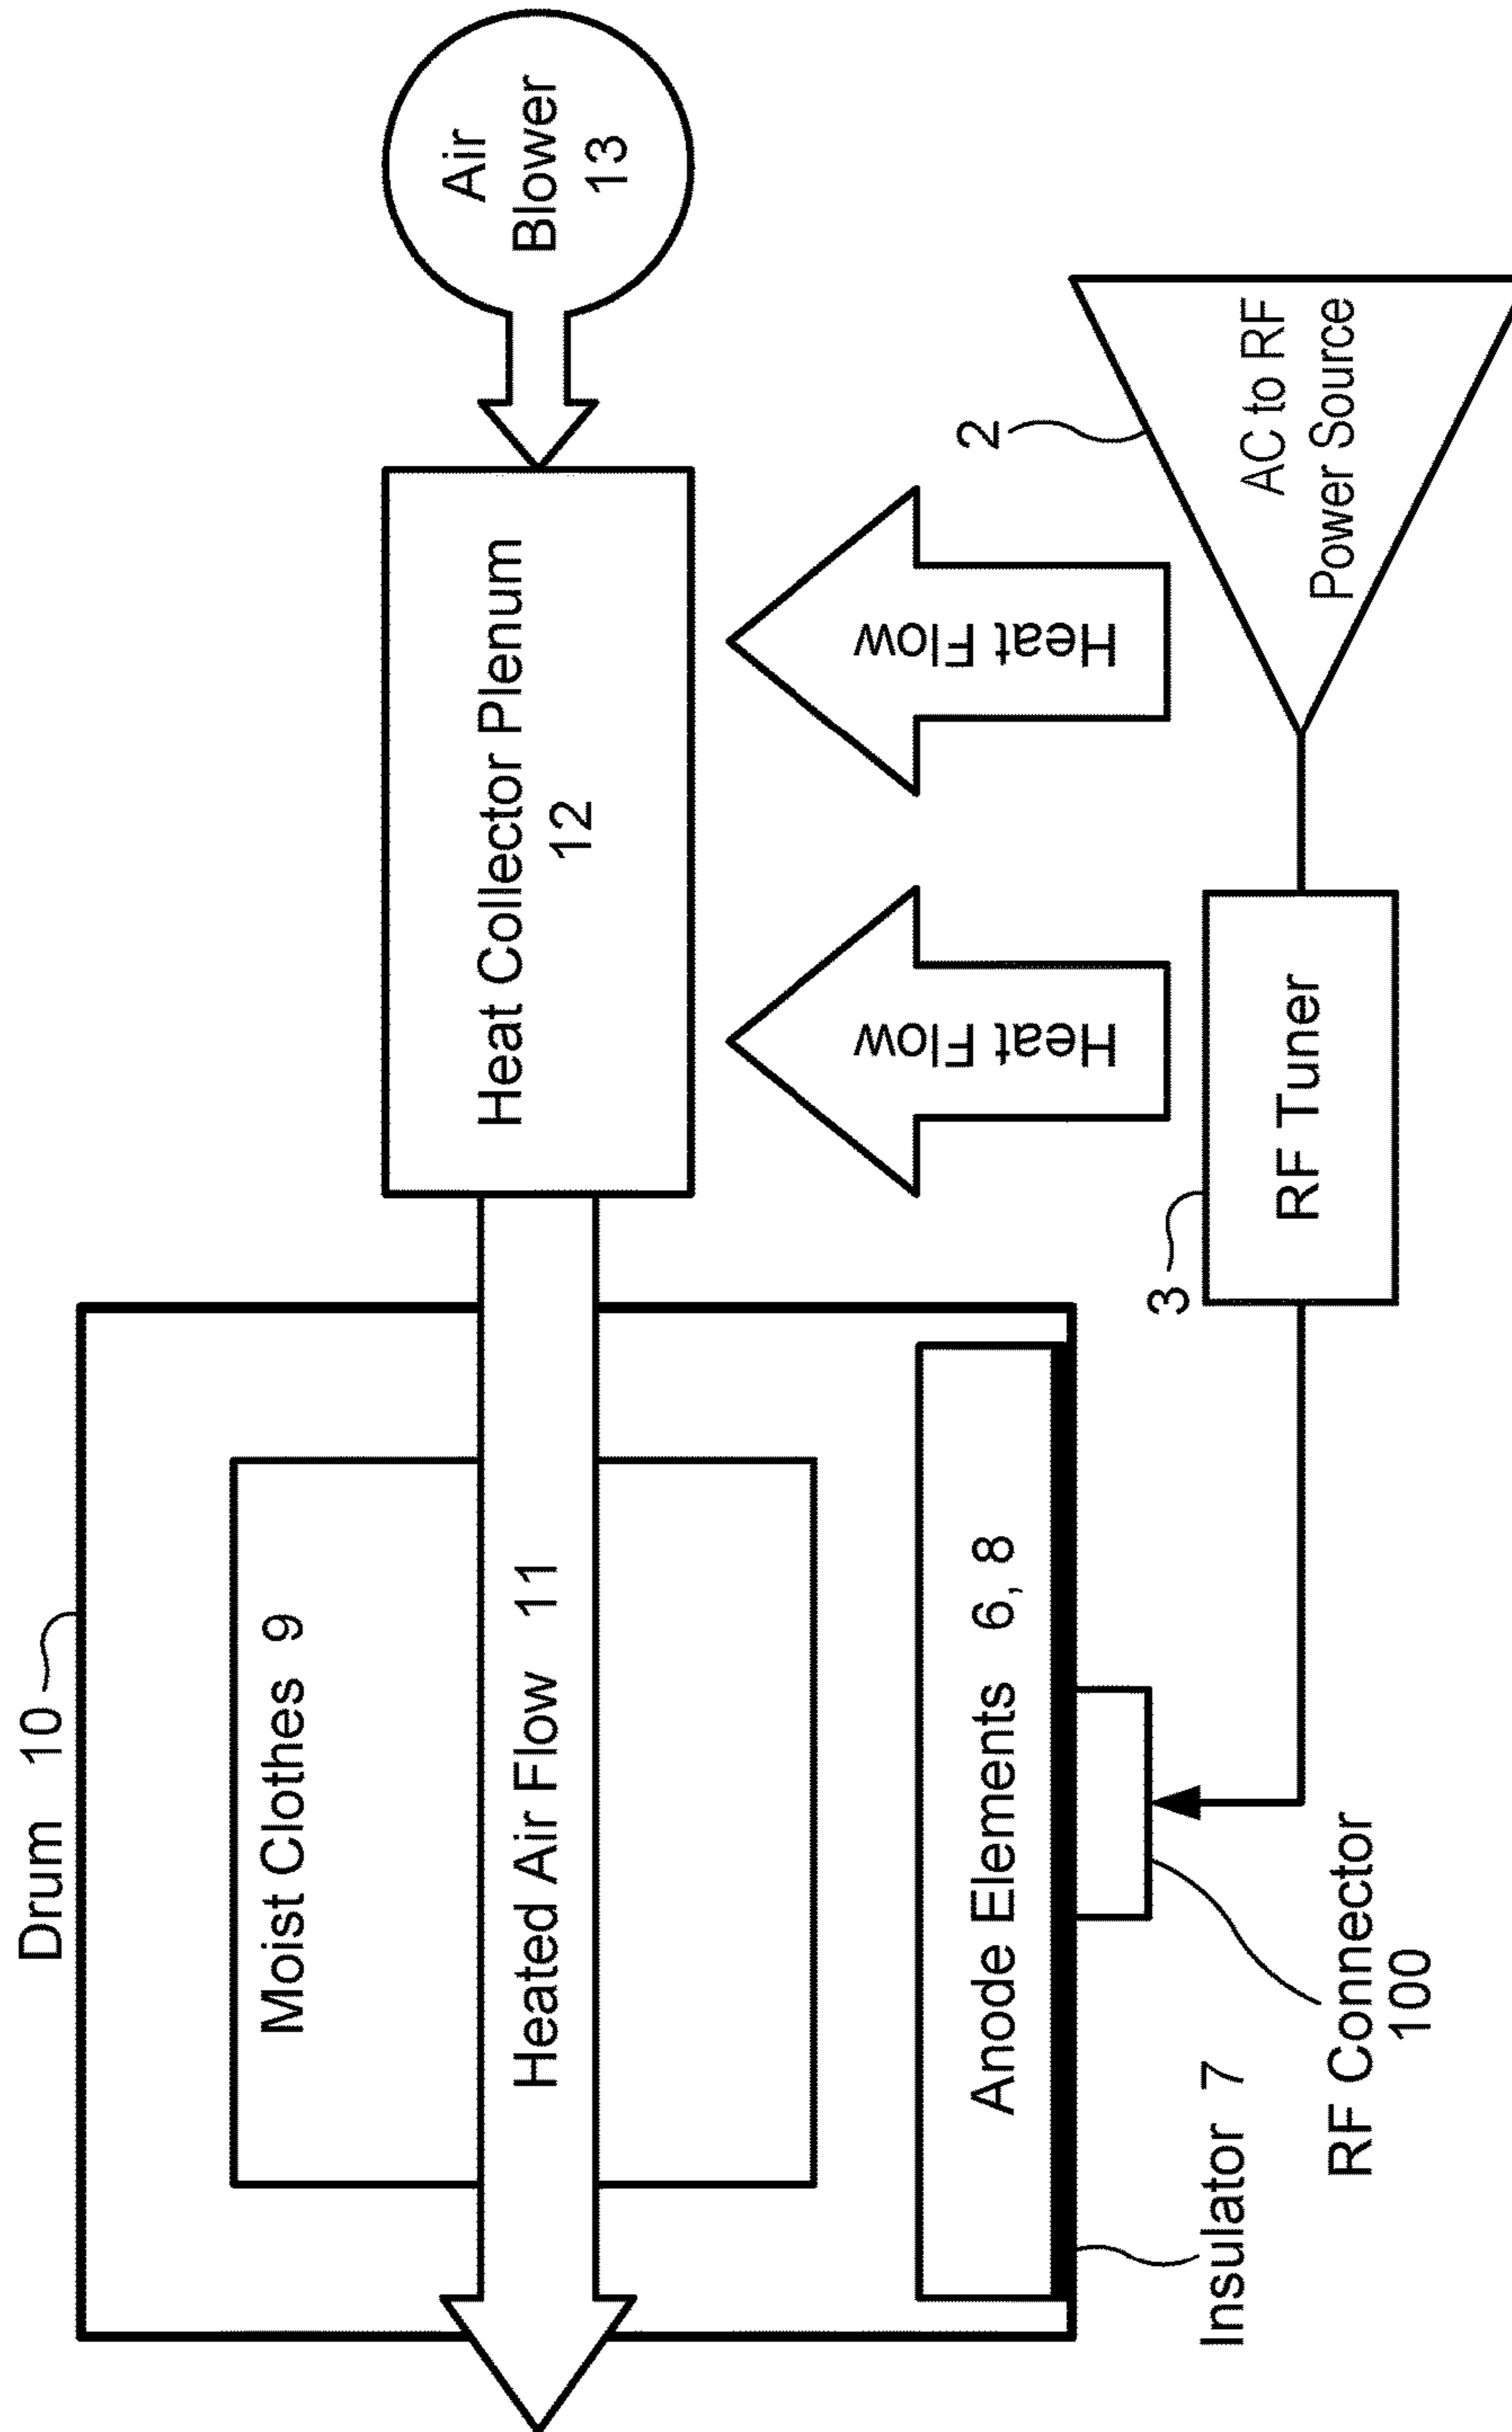 Drum 10
Moist Clothes 9
Heated Air Flow 11
Anode Elements 6, 8
Insulator 7
RF Connector
100
Heat Collector Plenum
12
Air
Blower
13
Heat Flow
Heat Flow
3
RF Tuner
2
AC to RF
Power Source